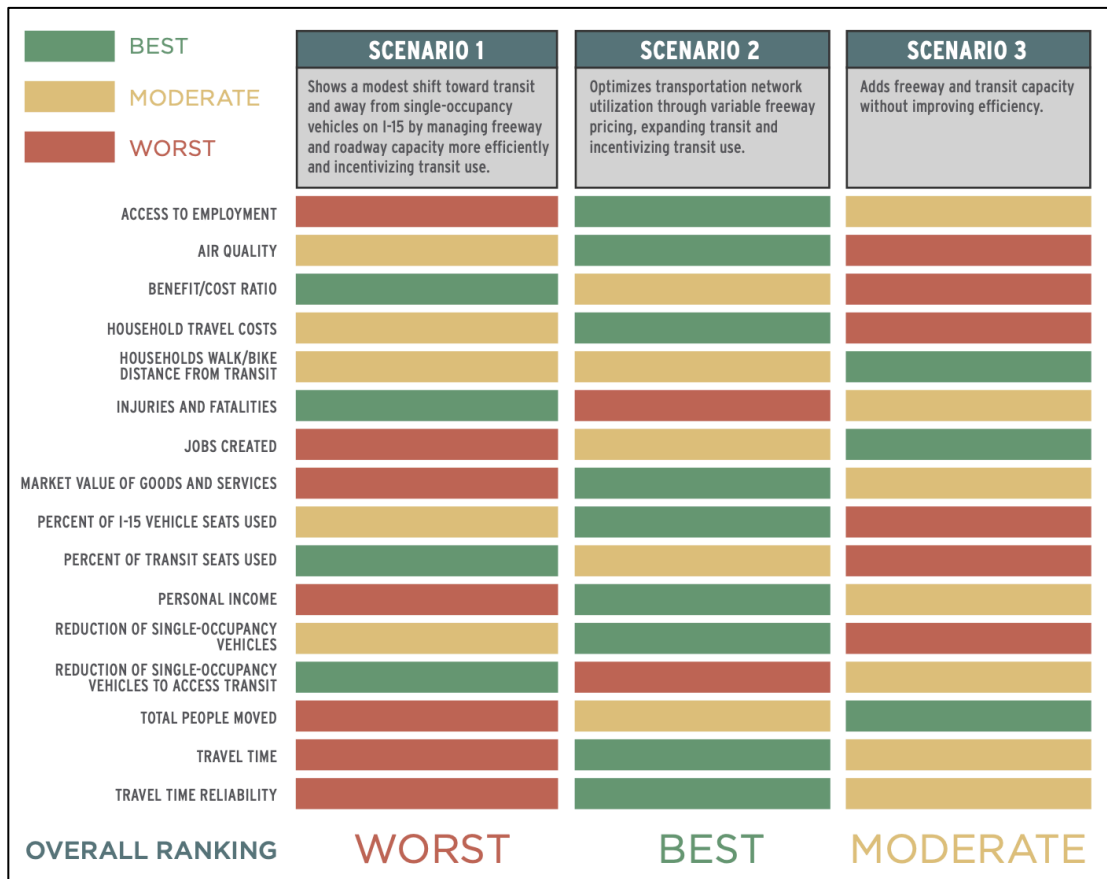 BEST
MODERATE
WORST
SCENARIO 1
Shows a modest shift toward transit
and away from single-occupancy
vehicles on I-15 by managing freeway
and roadway capacity more efficiently
and incentivizing transit use.
SCENARIO 2
Optimizes transportation network
utilization through variable freeway
pricing, expanding transit and
incentivizing transit use.
SCENARIO 3
Adds freeway and transit capacity
without improving efficiency.
ACCESS TO EMPLOYMENT
AIR QUALITY
BENEFIT/COST RATIO
HOUSEHOLD TRAVEL COSTS
HOUSEHOLDS WALK/BIKE
DISTANCE FROM TRANSIT
INJURIES AND FATALITIES
JOBS CREATED
MARKET VALUE OF GOODS AND SERVICES
PERCENT OF I-15 VEHICLE SEATS USED
PERCENT OF TRANSIT SEATS USED
PERSONAL INCOME
REDUCTION OF SINGLE-OCCUPANCY
VEHICLES
REDUCTION OF SINGLE-OCCUPANCY
VEHICLES TO ACCESS TRANSIT
TOTAL PEOPLE MOVED
TRAVEL TIME
TRAVEL TIME RELIABILITY
OVERALL RANKING
WORST
BEST
MODERATE